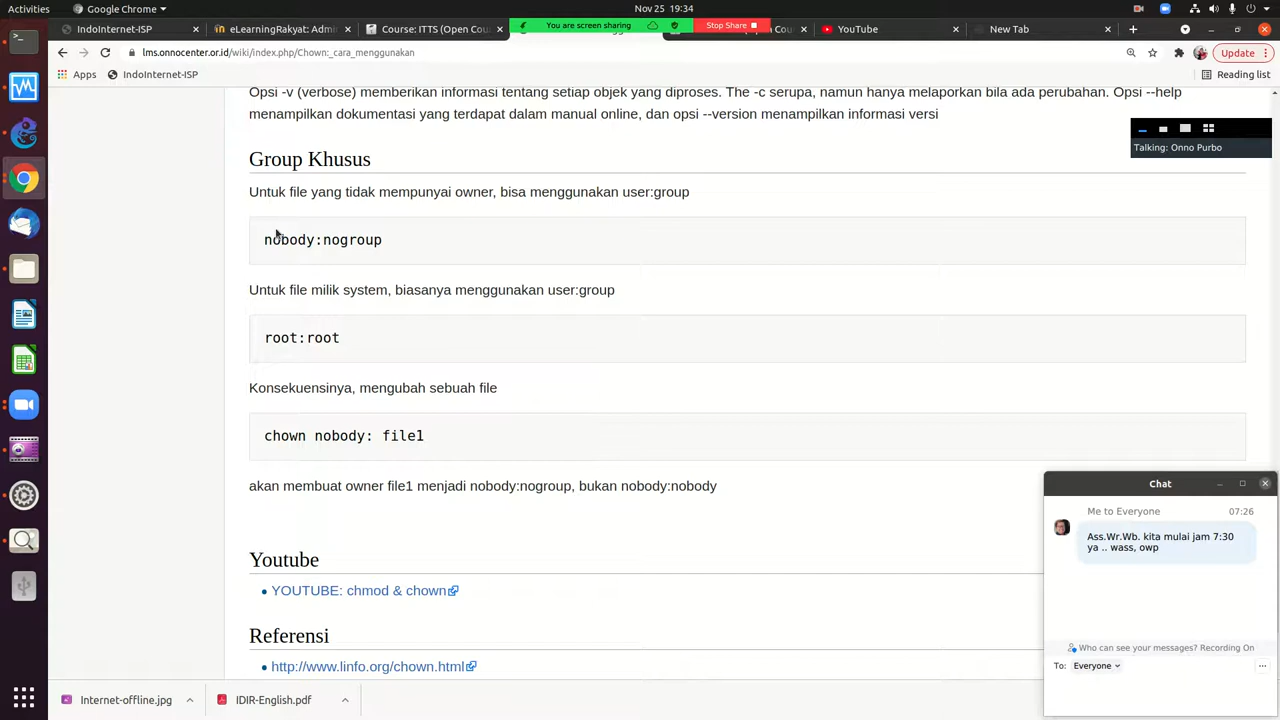 Activities
Google Chrome
Nov 25 19:34
IndoInternet-ISP
eLearningRakyat: Admi
Course: ITTS (Open Cou
You are screen sharing
Stop Share
Cou
YouTube
New Tab
lms.onnocenter.or.id/wiki/index.php/Chown:_cara_menggunakan
Update
Apps
IndoInternet-ISP
Reading list
Opsi -v (verbose) memberikan informasi tentang setiap objek yang diproses. The -c serupa, namun hanya melaporkan bila ada perubahan. Opsi --help
menampilkan dokumentasi yang terdapat dalam manual online, dan opsi --version menampilkan informasi versi
Talking: Onno Purbo
Group Khusus
Untuk file yang tidak mempunyai owner, bisa menggunakan user:group
nobody:nogroup
Untuk file milik system, biasanya menggunakan user:group
root:root
Konsekuensinya, mengubah sebuah file
chown nobody: file1
akan membuat owner file1 menjadi nobody:nogroup, bukan nobody:nobody
Youtube
YOUTUBE: chmod & chown
Referensi
http://www.linfo.org/chown.html
Chat
Me to Everyone
07:26
Ass.Wr.Wb. kita mulai jam 7:30
ya .. wass, owp
Who can see your messages? Recording On
To: Everyone
Internet-offline.jpg
IDIR-English.pdf